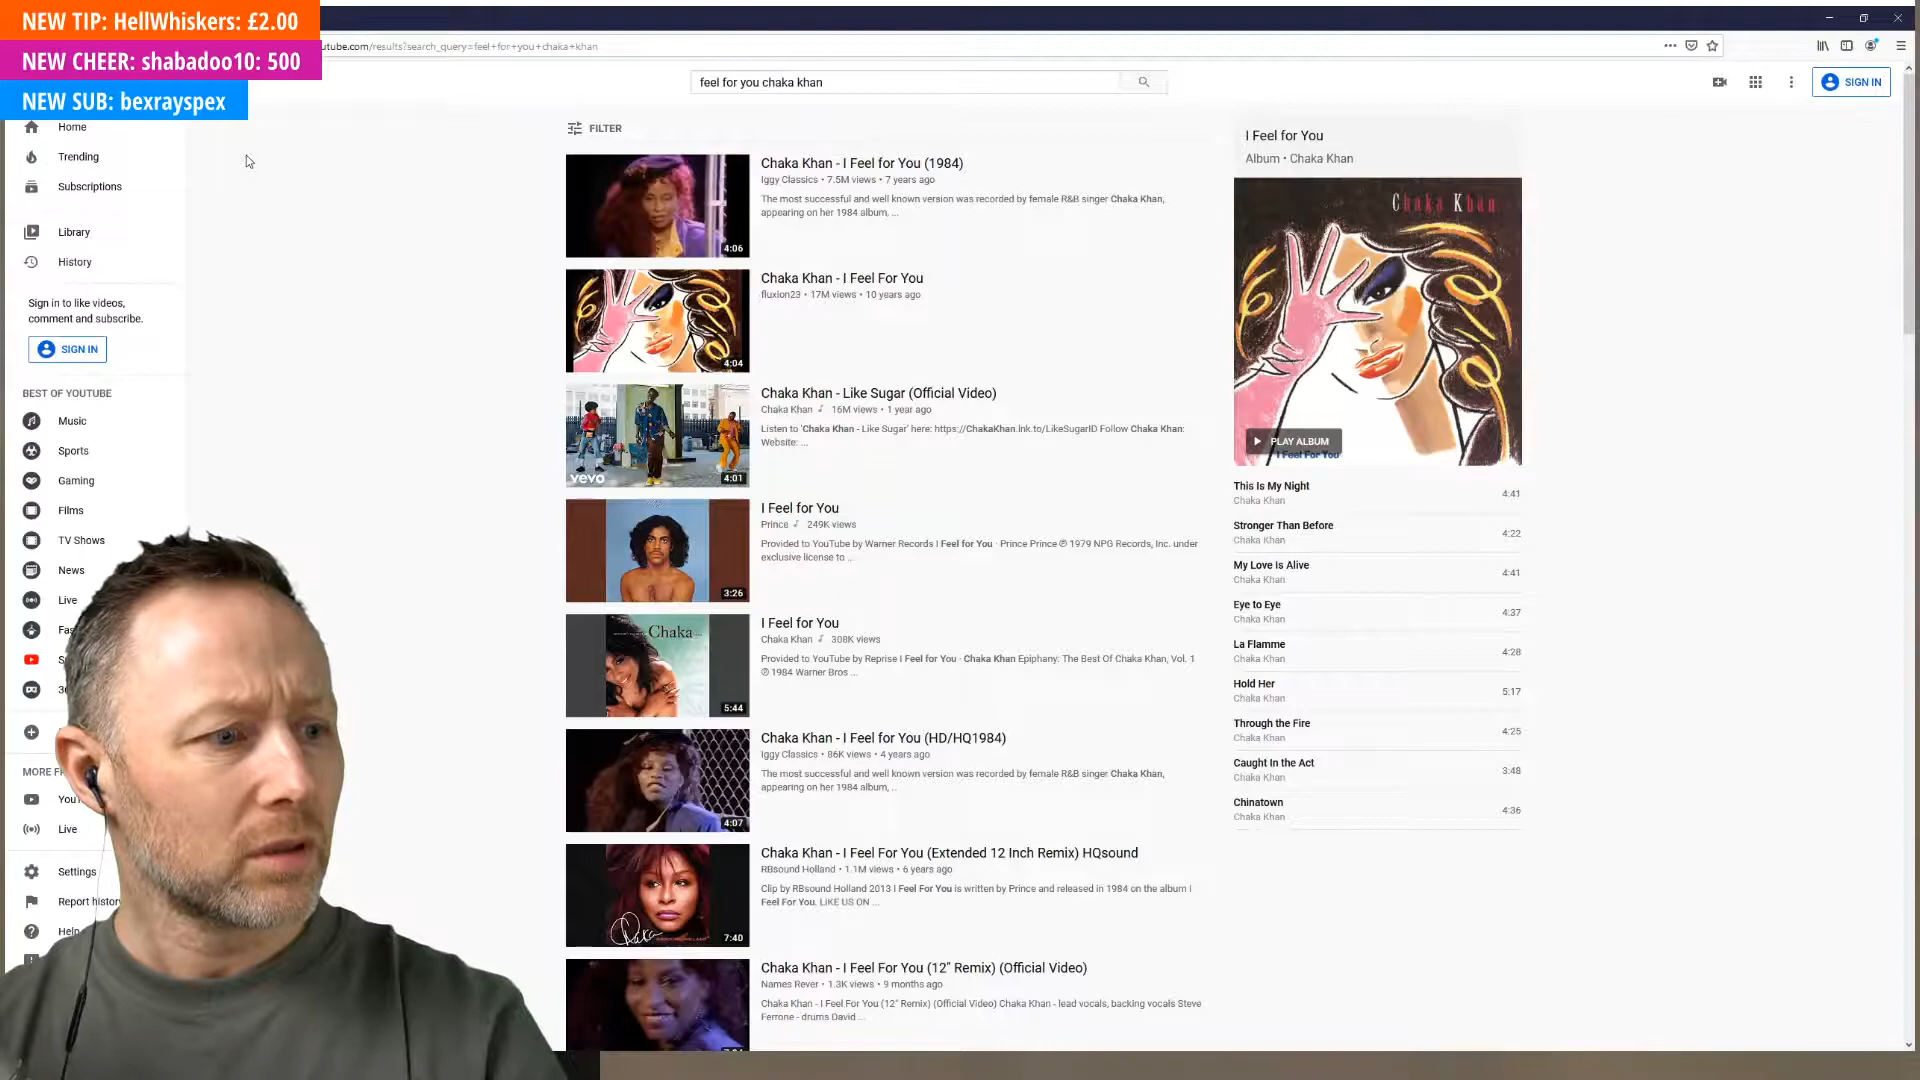 NEW TIP: HellWhiskers: £2.00
NEW CHEER: shabadoo10: 500
NEW SUB: bexrayspex
utube.com/results?search_query=feel+for+you+chaka+khan
feel for you chaka khan
SIGN IN
Home
Trending
Subscriptions
Library
History
Sign in to like videos,
comment and subscribe.
SIGN IN
BEST OF YOUTUBE
Music
Sports
Gaming
Films
TV Shows
News
Live
MORE
Live
Settings
Report history
Help
FILTER
4:06
Chaka Khan - I Feel for You (1984)
Iggy Classics • 7.5M views • 7 years ago
The most successful and well known version was recorded by female R&B singer Chaka Khan,
appearing on her 1984 album, ...
4:04
Chaka Khan - I Feel For You
fluxion23 • 17M views • 10 years ago
vevo
4:01
Chaka Khan - Like Sugar (Official Video)
Chaka Khan 16M views • 1 year ago
Listen to 'Chaka Khan - Like Sugar' here: https://ChakaKhan.lnk.to/LikeSugarID Follow Chaka Khan:
Website: ...
3:26
I Feel for You
Prince 249K views
Provided to YouTube by Warner Records I Feel for You · Prince Prince ℗ 1979 NPG Records, Inc. under
exclusive license to ...
Chaka
5:44
I Feel for You
Chaka Khan 308K views
Provided to YouTube by Reprise I Feel for You · Chaka Khan Epiphany: The Best Of Chaka Khan, Vol. 1
℗ 1984 Warner Bros ...
4:07
Chaka Khan - I Feel for You (HD/HQ1984)
Iggy Classics • 86K views • 4 years ago
The most successful and well known version was recorded by female R&B singer Chaka Khan,
appearing on her 1984 album, ...
7:40
Chaka Khan - I Feel For You (Extended 12 Inch Remix) HQsound
RBsound Holland • 1.1M views • 6 years ago
Clip by RBsound Holland 2013 I Feel For You is written by Prince and released in 1984 on the album I
Feel For You. LIKE US ON ...
Chaka Khan - I Feel For You (12" Remix) (Official Video)
Names Rever • 1.3K views • 9 months ago
Chaka Khan - I Feel For You (12" Remix) (Official Video) Chaka Khan - lead vocals, backing vocals Steve
Ferrone - drums David ...
I Feel for You
Album • Chaka Khan
Chaka Khan
PLAY ALBUM
I Feel For You
This Is My Night
Chaka Khan
4:41
Stronger Than Before
Chaka Khan
4:22
My Love Is Alive
Chaka Khan
4:41
Eye to Eye
Chaka Khan
4:37
La Flamme
Chaka Khan
4:28
Hold Her
Chaka Khan
5:17
Through the Fire
Chaka Khan
4:25
Caught In the Act
Chaka Khan
3:48
Chinatown
Chaka Khan
4:36